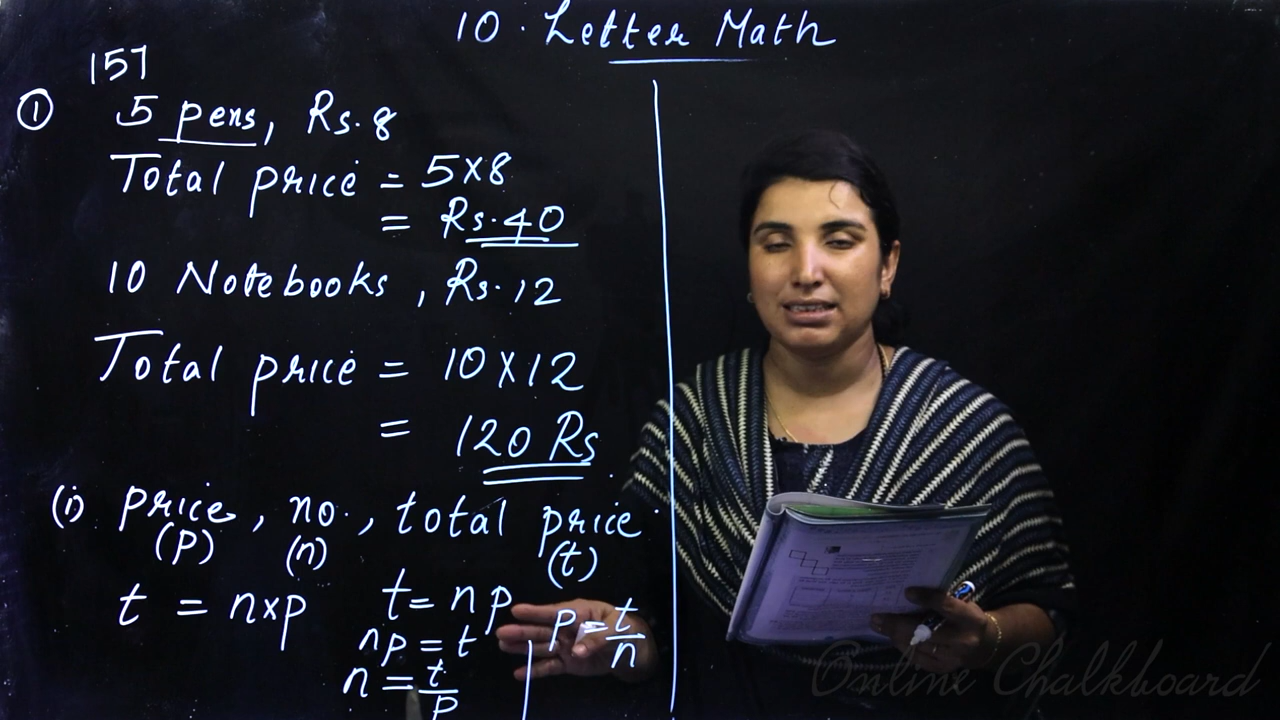 10. Letter Math
157
① 5 pens, Rs. 8
Total price = 5×8
= Rs. 40
10 Notebooks, Rs. 12
Total price = 10×12
= 120 Rs
(i) price, no., total price
(p) (n) (t)
t = n×p
t = np
np = t
n = t/p
p = t/n
Online Chalkboard